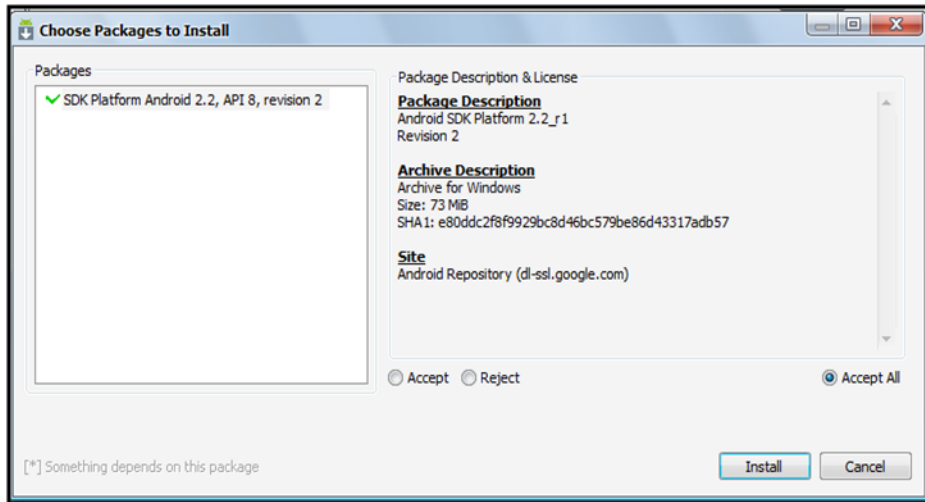 Choose Packages to Install
Packages
SDK Platform Android 2.2, API 8, revision 2
Package Description & License
Package Description
Android SDK Platform 2.2_r1
Revision 2
Archive Description
Archive for Windows
Size: 73 MiB
SHA1: e80ddc2f8f9929bc8d46bc579be86d43317adb57
Site
Android Repository (dl-ssl.google.com)
Accept Reject Accept All
[*] Something depends on this package
Install Cancel